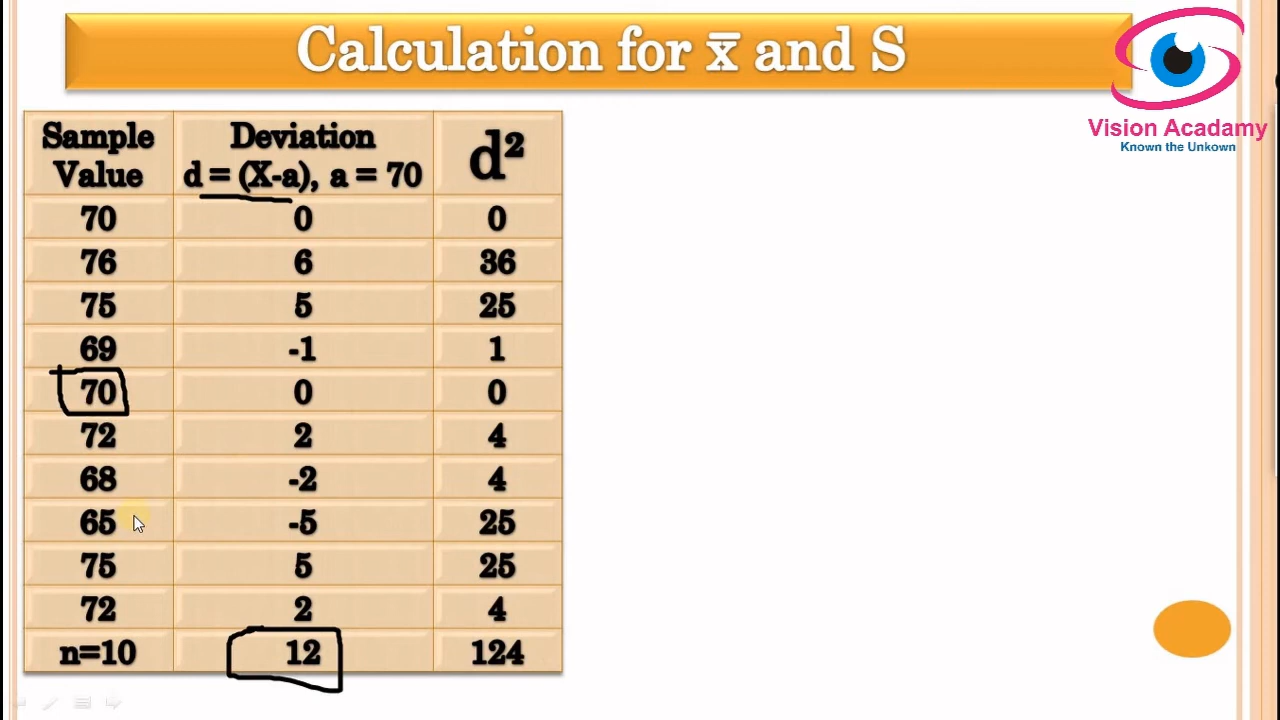 Calculation for x̅ and S
Vision Acadamy
Known the Unkown
Sample Value | Deviation d = (X-a), a = 70 | d²
70 | 0 | 0
76 | 6 | 36
75 | 5 | 25
69 | -1 | 1
70 | 0 | 0
72 | 2 | 4
68 | -2 | 4
65 | -5 | 25
75 | 5 | 25
72 | 2 | 4
n=10 | 12 | 124